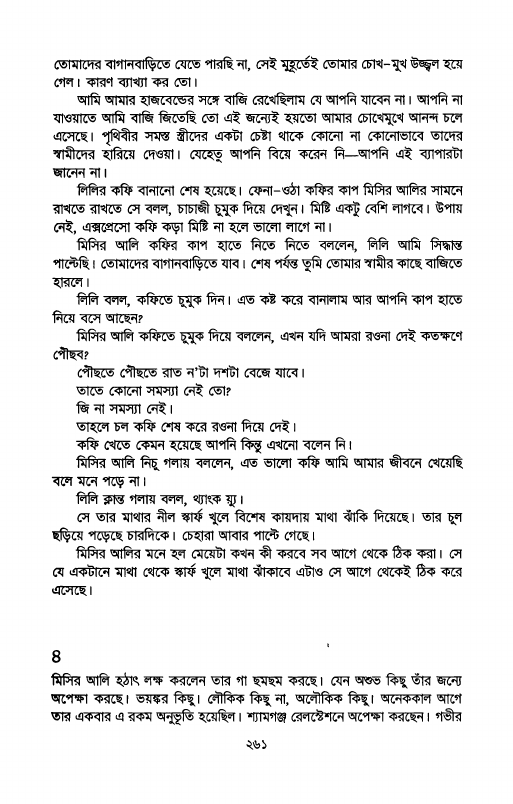 তোমাদের বাগানবাড়িতে যেতে পারছি না, সেই মুহূর্তেই তোমার চোখ-মুখ উজ্জ্বল হয়ে
গেল। কারণ ব্যাখ্যা কর তো।
আমি আমার হাজবেন্ডের সঙ্গে বাজি রেখেছিলাম যে আপনি যাবেন না। আপনি না
যাওয়াতে আমি বাজি জিতেছি তো এই জন্যেই হয়তো আমার চোখেমুখে আনন্দ চলে
এসেছে। পৃথিবীর সমস্ত স্ত্রীদের একটা চেষ্টা থাকে কোনো না কোনোভাবে তাদের
স্বামীদের হারিয়ে দেওয়া। যেহেতু আপনি বিয়ে করেন নি—আপনি এই ব্যাপারটা
জানেন না।
লিলির কফি বানানো শেষ হয়েছে। ফেনা-ওঠা কফির কাপ মিসির আলির সামনে
রাখতে রাখতে সে বলল, চাচাজী চুমুক দিয়ে দেখুন। মিষ্টি একটু বেশি লাগবে। উপায়
নেই, এক্সপ্রেসো কফি কড়া মিষ্টি না হলে ভালো লাগে না।
মিসির আলি কফির কাপ হাতে নিতে নিতে বললেন, লিলি আমি সিদ্ধান্ত
পাল্টেছি। তোমাদের বাগানবাড়িতে যাব। শেষ পর্যন্ত তুমি তোমার স্বামীর কাছে বাজিতে
হারলে।
লিলি বলল, কফিতে চুমুক দিন। এত কষ্ট করে বানালাম আর আপনি কাপ হাতে
নিয়ে বসে আছেন?
মিসির আলি কফিতে চুমুক দিয়ে বললেন, এখন যদি আমরা রওনা দেই কতক্ষণে
পৌঁছব?
পৌঁছতে পৌঁছতে রাত ন'টা দশটা বেজে যাবে।
তাতে কোনো সমস্যা নেই তো?
জি না সমস্যা নেই।
তাহলে চল কফি শেষ করে রওনা দিয়ে দেই।
কফি খেতে কেমন হয়েছে আপনি কিন্তু এখনো বলেন নি।
মিসির আলি নিচু গলায় বললেন, এত ভালো কফি আমি আমার জীবনে খেয়েছি
বলে মনে পড়ে না।
লিলি ক্লান্ত গলায় বলল, থ্যাংক য়্যু।
সে তার মাথার নীল স্কার্ফ খুলে বিশেষ কায়দায় মাথা ঝাঁকি দিয়েছে। তার চুল
ছড়িয়ে পড়েছে চারদিকে। চেহারা আবার পাল্টে গেছে।
মিসির আলির মনে হল মেয়েটা কখন কী করবে সব আগে থেকে ঠিক করা। সে
যে একটানে মাথা থেকে স্কার্ফ খুলে মাথা ঝাঁকাবে এটাও সে আগে থেকেই ঠিক করে
এসেছে।
৪
মিসির আলি হঠাৎ লক্ষ করলেন তার গা ছমছম করছে। যেন অশুভ কিছু তাঁর জন্যে
অপেক্ষা করছে। ভয়ঙ্কর কিছু। লৌকিক কিছু না, অলৌকিক কিছু। অনেককাল আগে
তার একবার এ রকম অনুভূতি হয়েছিল। শ্যামগঞ্জ রেলস্টেশনে অপেক্ষা করছেন। গভীর
২৬১